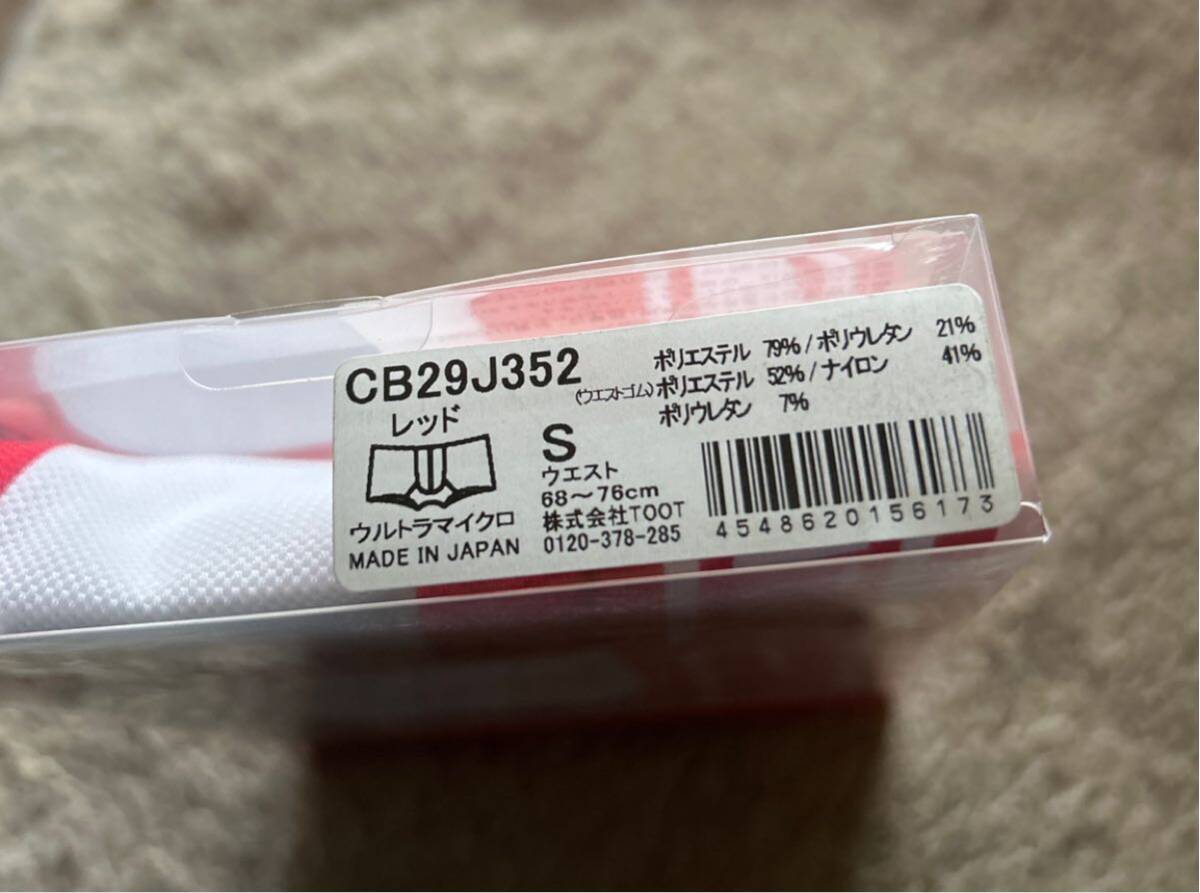 CB29J352
レッド
ウルトラマイクロ
MADE IN JAPAN
ポリエステル 79% / ポリウレタン 21%
(ウエストゴム) ポリエステル 52% / ナイロン 41%
ポリウレタン 7%
S
ウエスト
68～76cm
株式会社TOOT
0120-378-285
4548620156173